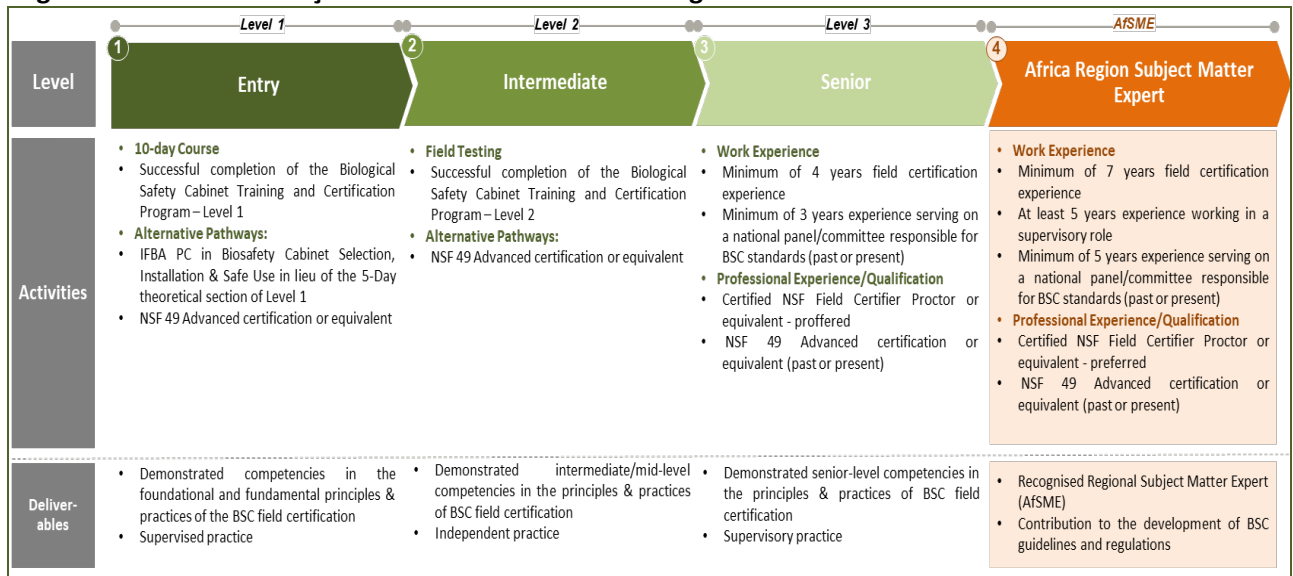 Level 1
Level 2
Level 3
AfSME
Level
1
Entry
2
Intermediate
3
Senior
4
Africa Region Subject Matter
Expert
Activities
• 10-day Course
• Successful completion of the Biological
Safety Cabinet Training and Certification
Program – Level 1
• Alternative Pathways:
• IFBA PC in Biosafety Cabinet Selection,
Installation & Safe Use in lieu of the 5-Day
theoretical section of Level 1
• NSF 49 Advanced certification or equivalent
• Field Testing
• Successful completion of the Biological
Safety Cabinet Training and Certification
Program – Level 2
• Alternative Pathways:
• NSF 49 Advanced certification or equivalent
• Work Experience
• Minimum of 4 years field certification
experience
• Minimum of 3 years experience serving on
a national panel/committee responsible for
BSC standards (past or present)
• Professional Experience/Qualification
• Certified NSF Field Certifier Proctor or
equivalent - proffered
• NSF 49 Advanced certification or
equivalent (past or present)
• Work Experience
• Minimum of 7 years field certification
experience
• At least 5 years experience working in a
supervisory role
• Minimum of 5 years experience serving on
a national panel/committee responsible
for BSC standards (past or present)
• Professional Experience/Qualification
• Certified NSF Field Certifier Proctor or
equivalent - preferred
• NSF 49 Advanced certification or
equivalent (past or present)
Deliver-
ables
• Demonstrated competencies in the
foundational and fundamental principles &
practices of the BSC field certification
• Supervised practice
• Demonstrated intermediate/mid-level
competencies in the principles & practices
of BSC field certification
• Independent practice
• Demonstrated senior-level competencies in
the principles & practices of BSC field
certification
• Supervisory practice
• Recognised Regional Subject Matter Expert
(AfSME)
• Contribution to the development of BSC
guidelines and regulations